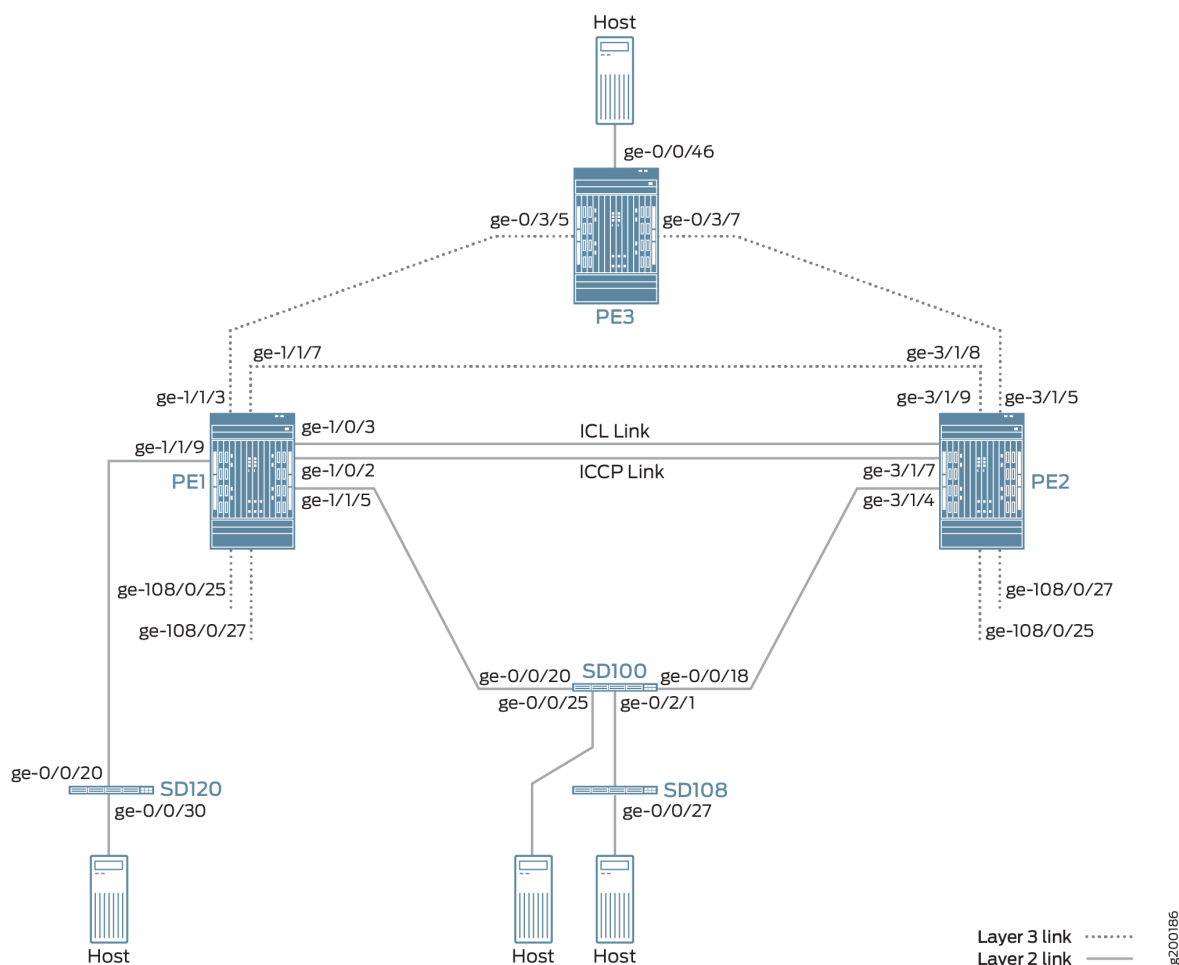 Host
ge-0/0/46
ge-0/3/5
ge-0/3/7
PE3
ge-1/1/7
ge-3/1/8
ge-1/1/3
ge-3/1/9
ge-3/1/5
ge-1/0/3
ICL Link
ge-1/1/9
ge-1/0/2
ICCP Link
ge-3/1/7
PE1
PE2
ge-1/1/5
ge-3/1/4
ge-108/0/25
ge-108/0/27
ge-108/0/27
ge-108/0/25
SD100
ge-0/0/20
ge-0/0/18
ge-0/0/25
ge-0/2/1
ge-0/0/20
SD120
SD108
ge-0/0/30
ge-0/0/27
Host
Host
Host
Layer 3 link
Layer 2 link
g200186